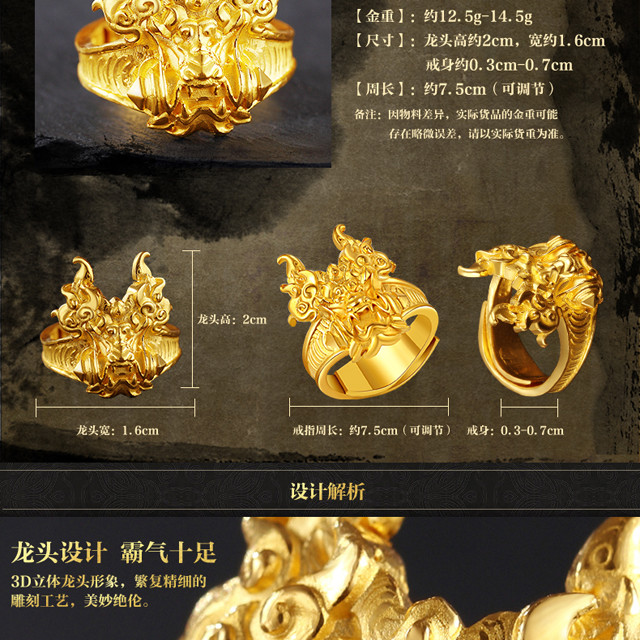 【金重】：约12.5g-14.5g
【尺寸】：龙头高约2cm，宽约1.6cm
戒身约0.3cm-0.7cm
【周长】：约7.5cm（可调节）
备注：因物料差异，实际货品的金重可能
存在略微误差，请以实际货重为准。
龙头高：2cm
龙头宽：1.6cm
戒指周长：约7.5cm（可调节）
戒身：0.3-0.7cm
设计解析
龙头设计 霸气十足
3D立体龙头形象，繁复精细的
雕刻工艺，美妙绝伦。